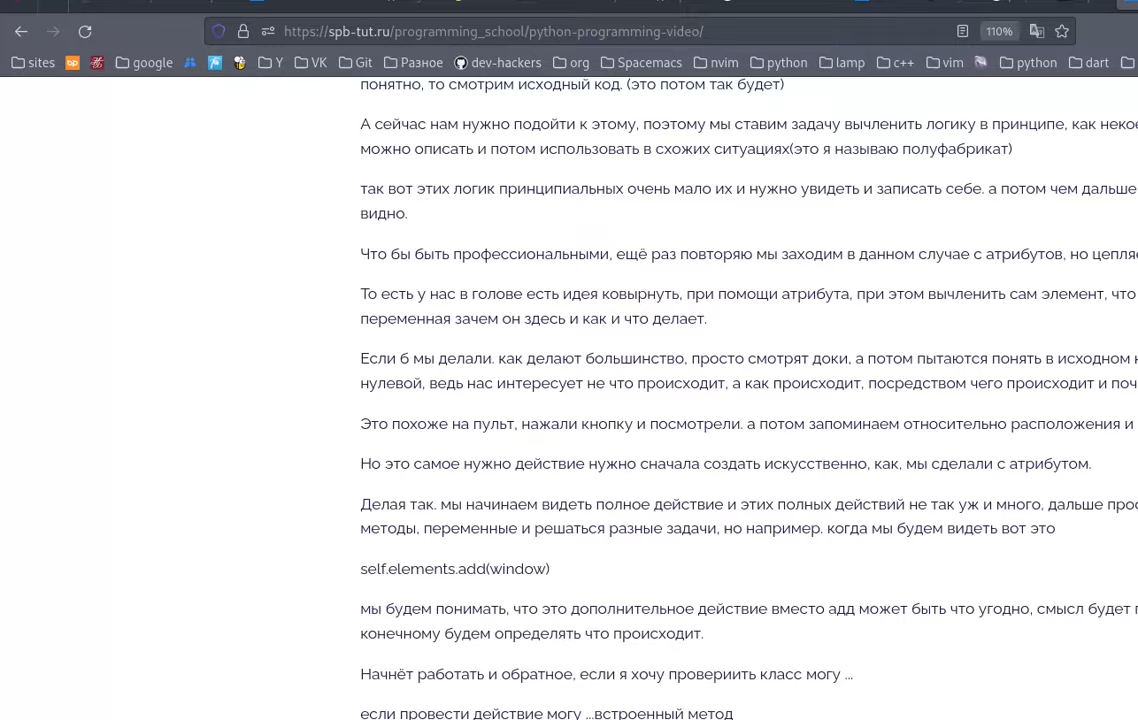 https://spb-tut.ru/programming_school/python-programming-video/
110%
sites
google
Y
VK
Git
Разное
dev-hackers
org
Spacemacs
nvim
python
lamp
c++
vim
python
dart
понятно, то смотрим исходный код. (это потом так будет)
А сейчас нам нужно подойти к этому, поэтому мы ставим задачу вычленить логику в принципе, как некое
можно описать и потом использовать в схожих ситуациях(это я называю полуфабрикат)
так вот этих логик принципиальных очень мало их и нужно увидеть и записать себе. а потом чем дальше
видно.
Что бы быть профессиональными, ещё раз повторяю мы заходим в данном случае с атрибутов, но цепля
То есть у нас в голове есть идея ковырнуть, при помощи атрибута, при этом вычленить сам элемент, что
переменная зачем он здесь и как и что делает.
Если б мы делали. как делают большинство, просто смотрят доки, а потом пытаются понять в исходном
нулевой, ведь нас интересует не что происходит, а как происходит, посредством чего происходит и поч
Это похоже на пульт, нажали кнопку и посмотрели. а потом запоминаем относительно расположения и
Но это самое нужно действие нужно сначала создать искусственно, как, мы сделали с атрибутом.
Делая так. мы начинаем видеть полное действие и этих полных действий не так уж и много, дальше про
методы, переменные и решаться разные задачи, но например. когда мы будем видеть вот это
self.elements.add(window)
мы будем понимать, что это дополнительное действие вместо адд может быть что угодно, смысл будет
конечному будем определять что происходит.
Начнёт работать и обратное, если я хочу провериить класс могу ...
если провести действие могу ...встроенный метод